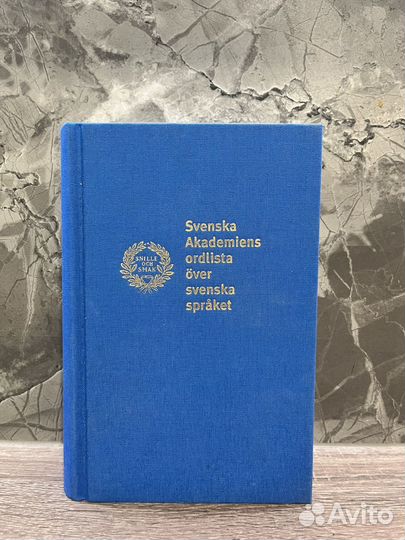 Svenska
Akademiens
ordlista
över
svenska
språket
SNILLE
OCH
SMAK
Avito